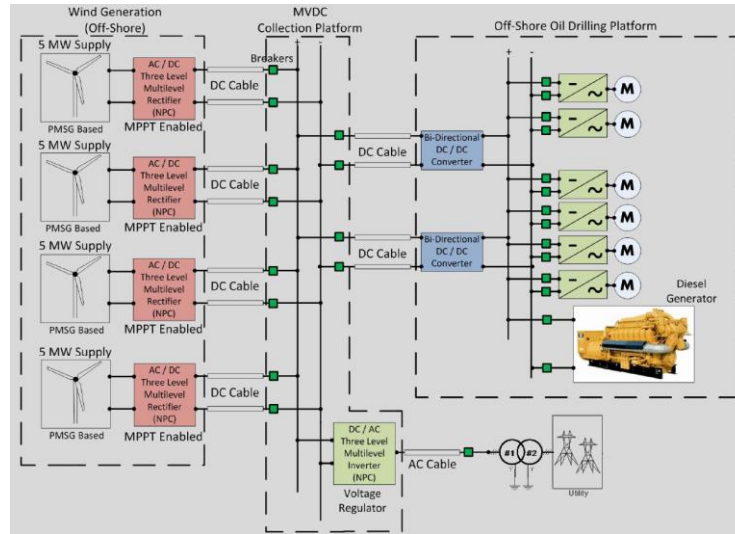 Wind Generation
(Off-Shore)
MVDC
Collection Platform
Off-Shore Oil Drilling Platform
5 MW Supply
PMSG Based
AC / DC
Three Level
Multilevel
Rectifier
(NPC)
MPPT Enabled
DC Cable
Breakers
+ -
5 MW Supply
PMSG Based
AC / DC
Three Level
Multilevel
Rectifier
(NPC)
MPPT Enabled
DC Cable
5 MW Supply
PMSG Based
AC / DC
Three Level
Multilevel
Rectifier
(NPC)
MPPT Enabled
DC Cable
5 MW Supply
PMSG Based
AC / DC
Three Level
Multilevel
Rectifier
(NPC)
MPPT Enabled
DC Cable
DC Cable
Bi-Directional
DC / DC
Converter
DC Cable
Bi-Directional
DC / DC
Converter
+ -
M
M
M
M
M
M
Diesel
Generator
DC / AC
Three Level
Multilevel
Inverter
(NPC)
Voltage
Regulator
AC Cable
#1 #2
Utility